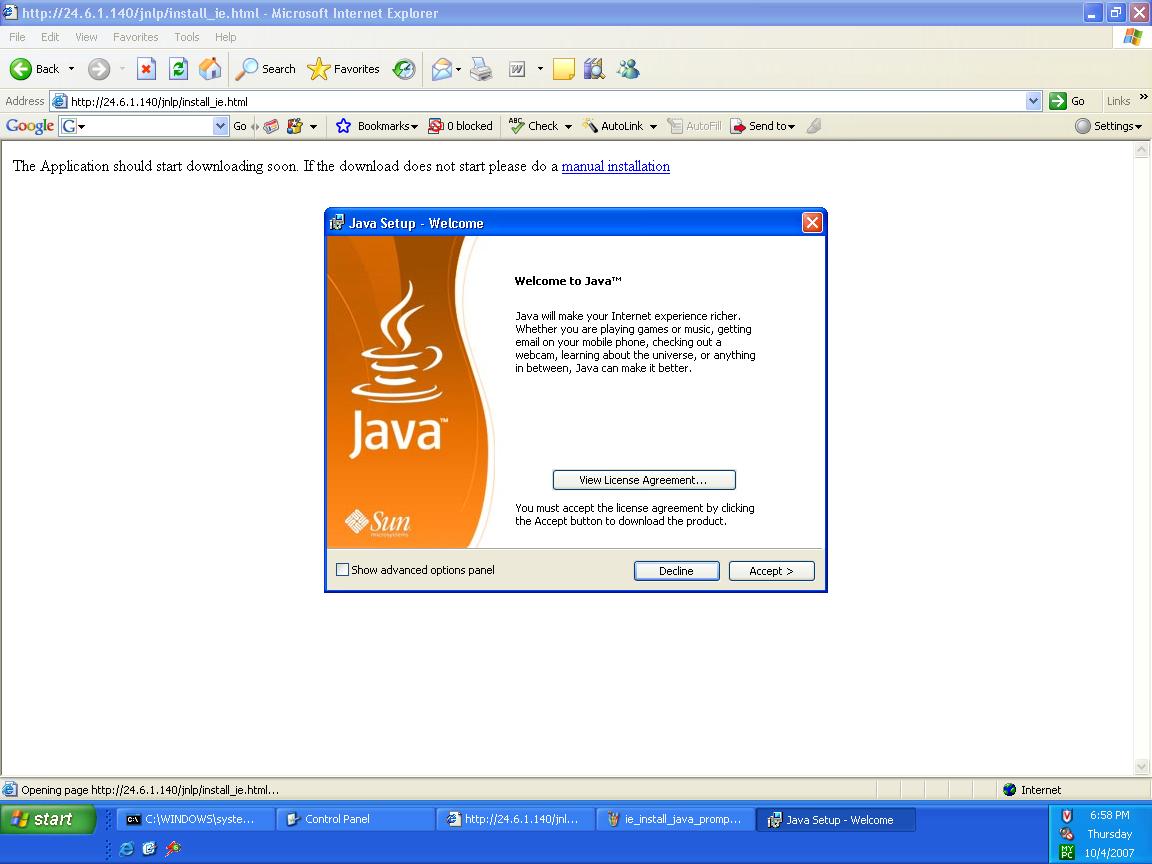 http://24.6.1.140/jnlp/install_ie.html - Microsoft Internet Explorer
File Edit View Favorites Tools Help
Back Search Favorites W
Address http://24.6.1.140/jnlp/install_ie.html Go Links »
Google G Go Bookmarks 0 blocked ABC Check AutoLink AutoFill Send to Settings
The Application should start downloading soon. If the download does not start please do a manual installation
Java Setup - Welcome
Welcome to Java™
Java will make your Internet experience richer.
Whether you are playing games or music, getting
email on your mobile phone, checking out a
webcam, learning about the universe, or anything
in between, Java can make it better.
Java™
View License Agreement...
You must accept the license agreement by clicking
the Accept button to download the product.
Sun
microsystems
Show advanced options panel Decline Accept >
Opening page http://24.6.1.140/jnlp/install_ie.html... Internet
start C:\WINDOWS\syste... Control Panel http://24.6.1.140/jnl... ie_install_java_promp... Java Setup - Welcome
6:58 PM
Thursday
MY PC 10/4/2007